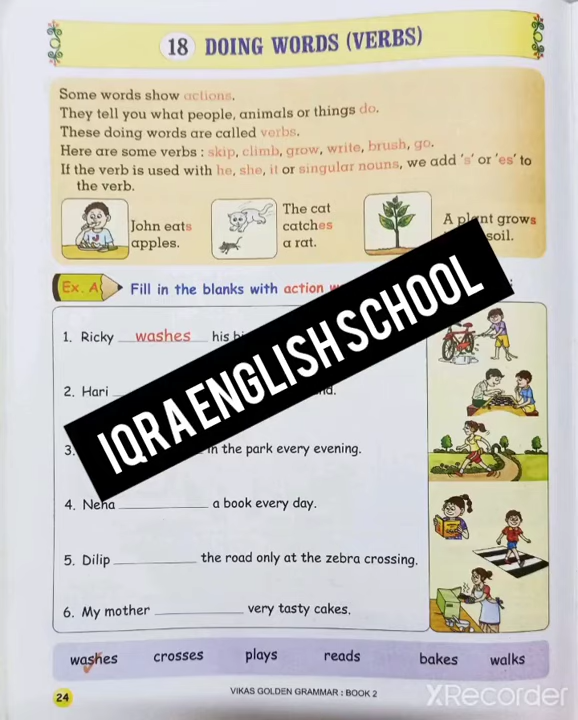 18 DOING WORDS (VERBS)
Some words show actions.
They tell you what people, animals or things do.
These doing words are called verbs.
Here are some verbs : skip, climb, grow, write, brush, go.
If the verb is used with he, she, it or singular nouns, we add 's' or 'es' to
the verb.
John eats
apples.
The cat
catches
a rat.
A plant grows
soil.
Ex. A
Fill in the blanks with action
1. Ricky washes his
2. Hari
3. in the park every evening.
4. Neha ________ a book every day.
5. Dilip ________ the road only at the zebra crossing.
6. My mother ________ very tasty cakes.
washes crosses plays reads bakes walks
24
VIKAS GOLDEN GRAMMAR : BOOK 2
IQRA ENGLISH SCHOOL
XRecorder